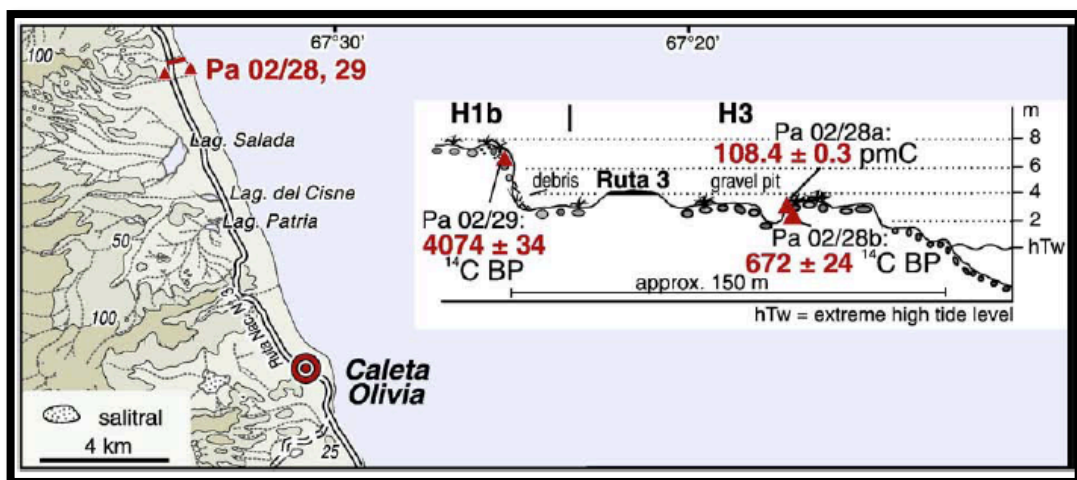 67°30'
67°20'
100
Pa 02/28, 29
Lag. Salada
Lag. del Cisne
Lag. Patria
50
100
Ruta Nac. N°3
Caleta
Olivia
salitral
4 km
25
H1b
H3
m
Pa 02/28a:
108.4 ± 0.3 pmC
8
6
4
2
hTw
debris
Ruta 3
gravel pit
Pa 02/29:
4074 ± 34
¹⁴C BP
Pa 02/28b:
672 ± 24 ¹⁴C BP
approx. 150 m
hTw = extreme high tide level